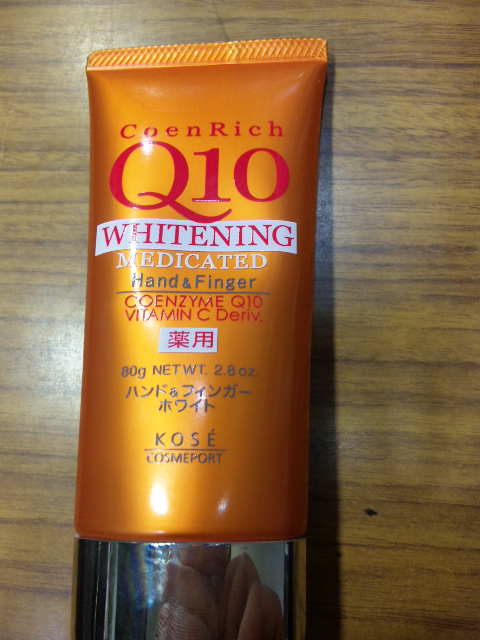 CoenRich
Q10
WHITENING
MEDICATED
Hand & Finger
COENZYME Q10
VITAMIN C Deriv.
薬用
80g NET WT. 2.8 oz.
ハンド&フィンガー
ホワイト
KOSÉ
COSMEPORT